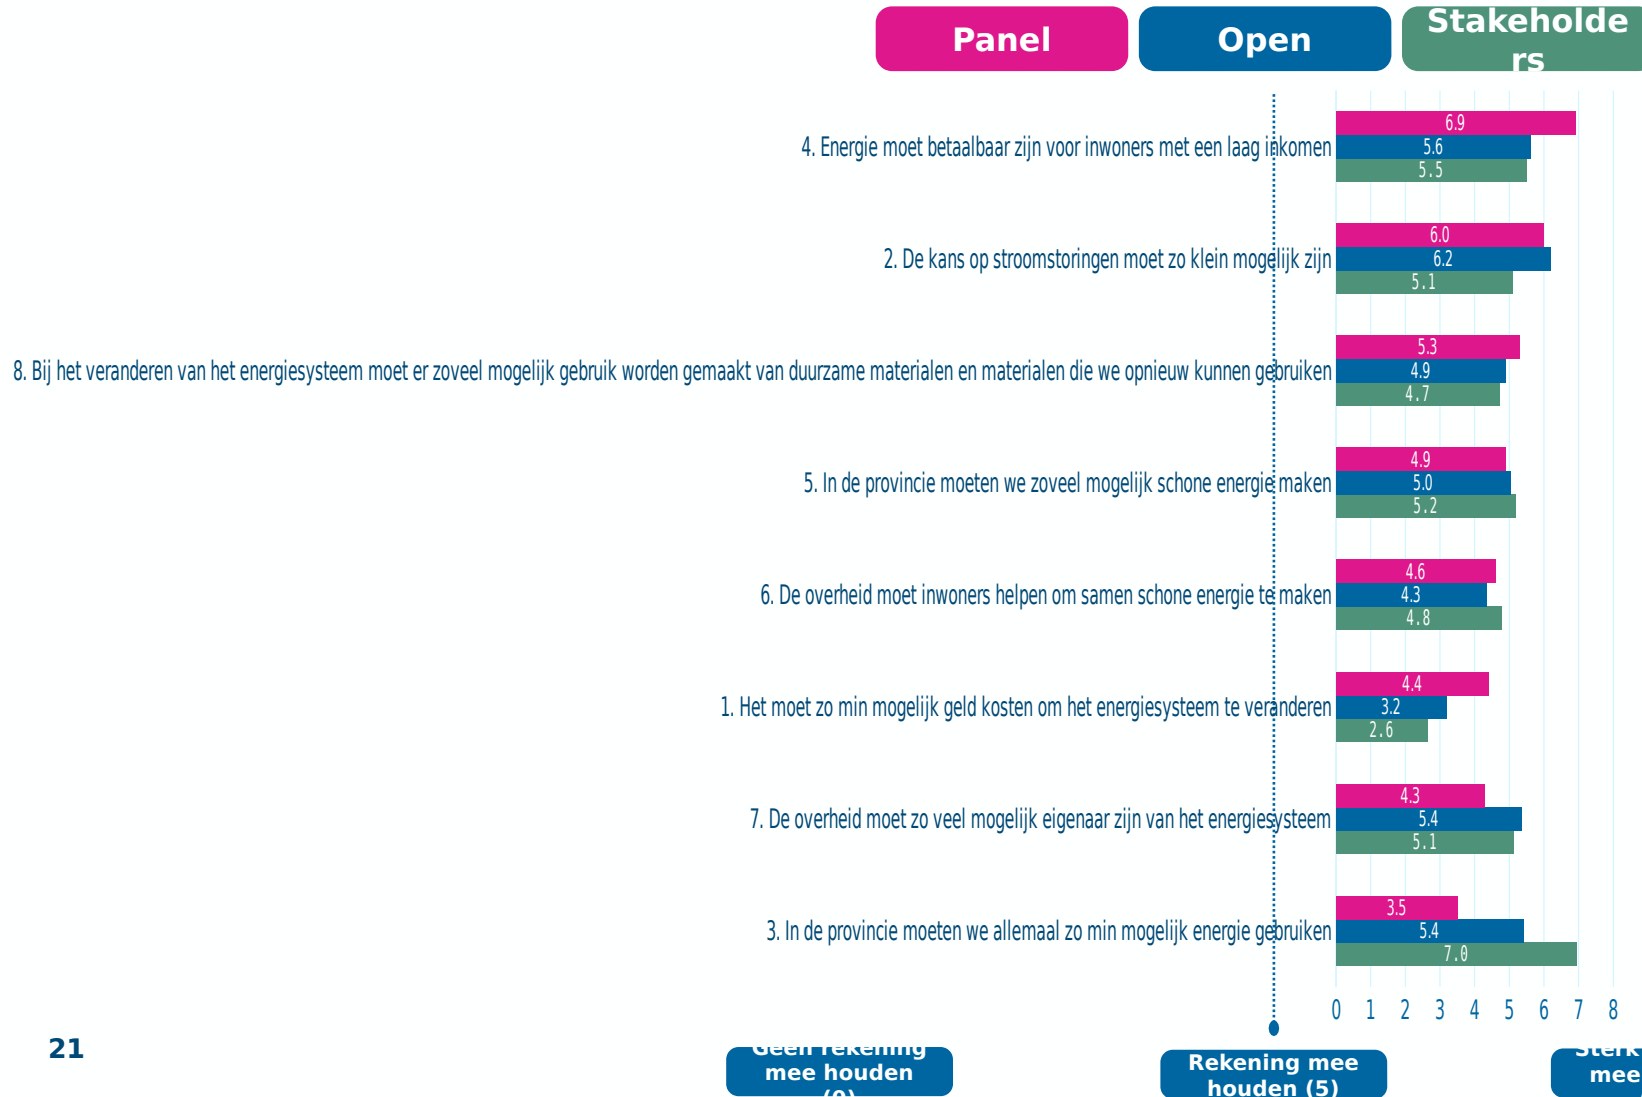 Panel
Open
Stakeholde
rs
4. Energie moet betaalbaar zijn voor inwoners met een laag inkomen
6.9
5.6
5.5
2. De kans op stroomstoringen moet zo klein mogelijk zijn
6.0
6.2
5.1
8. Bij het veranderen van het energiesysteem moet er zoveel mogelijk gebruik worden gemaakt van duurzame materialen en materialen die we opnieuw kunnen gebruiken
5.3
4.9
4.7
5. In de provincie moeten we zoveel mogelijk schone energie maken
4.9
5.0
5.2
6. De overheid moet inwoners helpen om samen schone energie te maken
4.6
4.3
4.8
1. Het moet zo min mogelijk geld kosten om het energiesysteem te veranderen
4.4
3.2
2.6
7. De overheid moet zo veel mogelijk eigenaar zijn van het energiesysteem
4.3
5.4
5.1
3. In de provincie moeten we allemaal zo min mogelijk energie gebruiken
3.5
5.4
7.0
0 1 2 3 4 5 6 7 8
21
Geen rekening
mee houden
(0)
Rekening mee
houden (5)
Sterk
mee